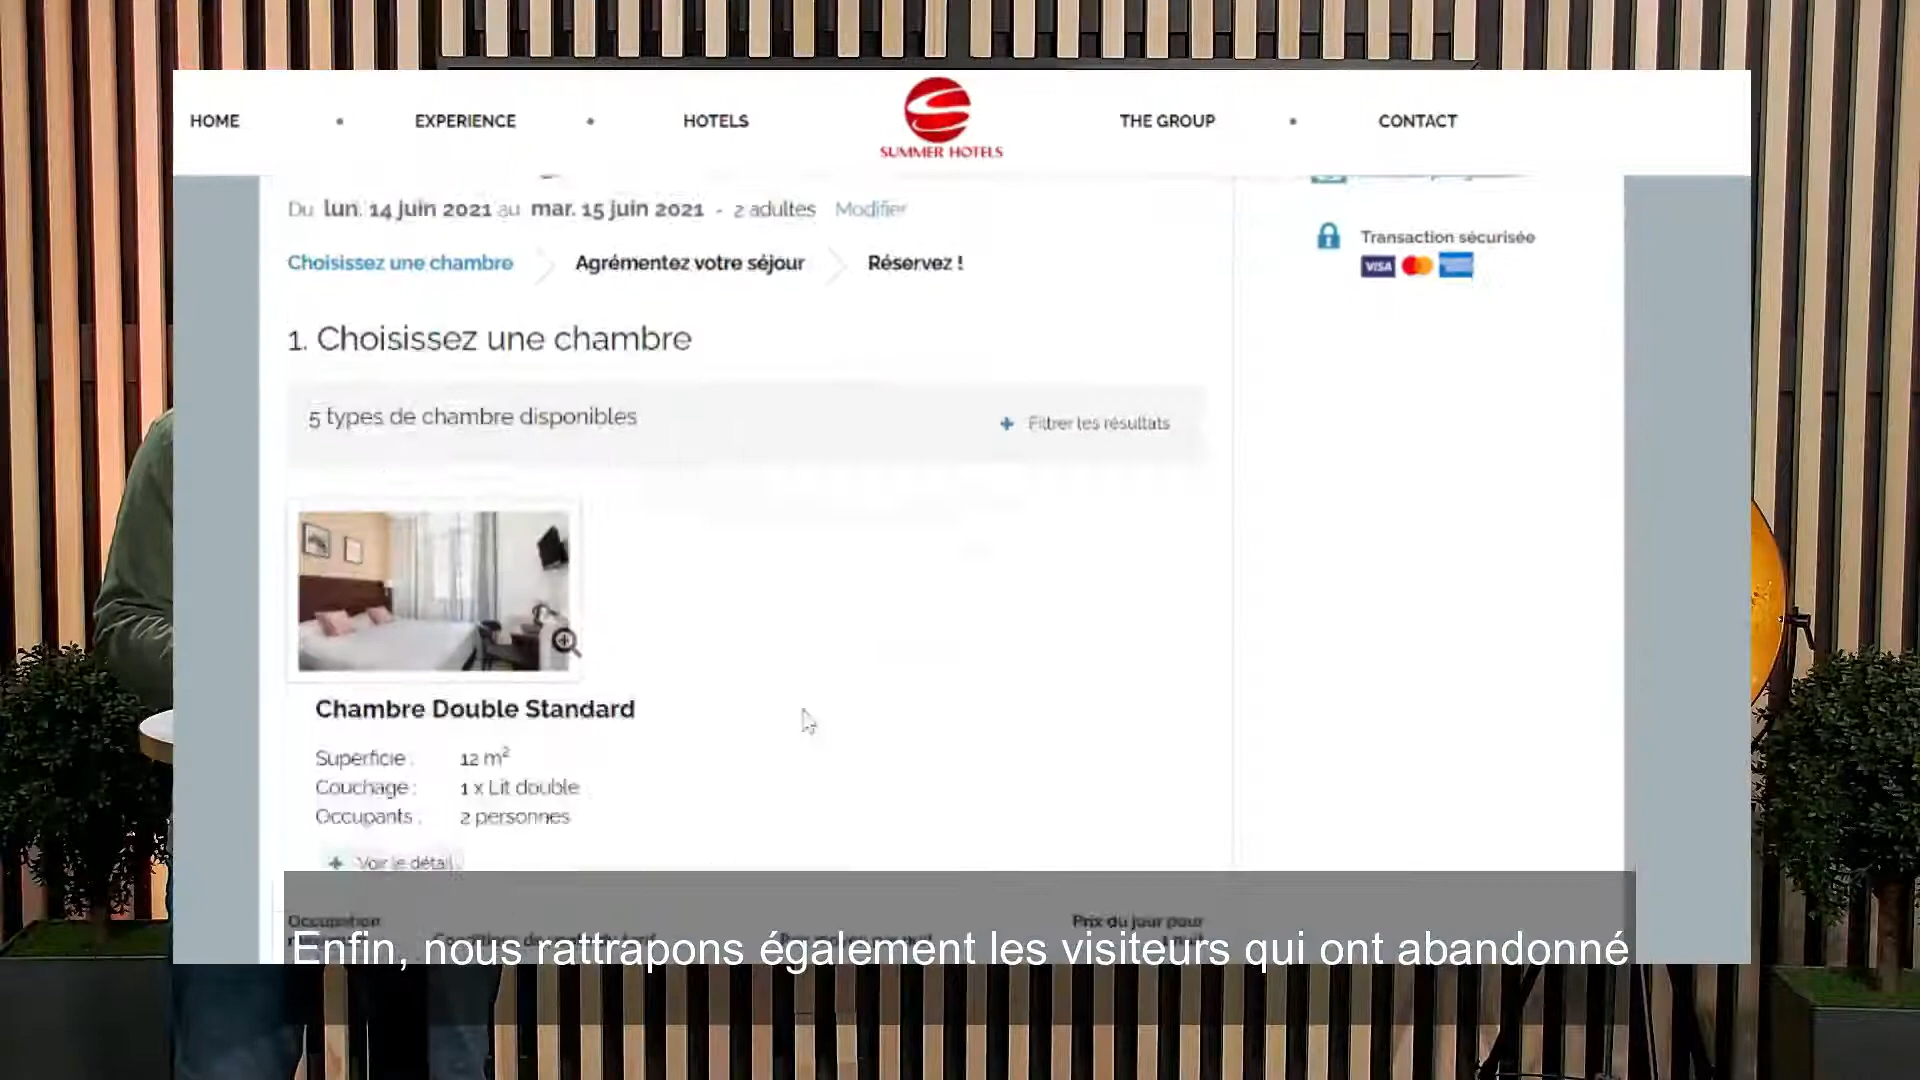 HOME • EXPERIENCE • HOTELS SUMMER HOTELS THE GROUP • CONTACT
Du lun. 14 juin 2021 au mar. 15 juin 2021 - 2 adultes Modifier
Choisissez une chambre Agrémentez votre séjour Réservez !
Transaction sécurisée
VISA
1. Choisissez une chambre
5 types de chambre disponibles
+ Filtrer les résultats
Chambre Double Standard
Superficie : 12 m²
Couchage : 1 x Lit double
Occupants : 2 personnes
+ Voir le détail
Occupation
Prix du jour pour
Enfin, nous rattrapons également les visiteurs qui ont abandonné